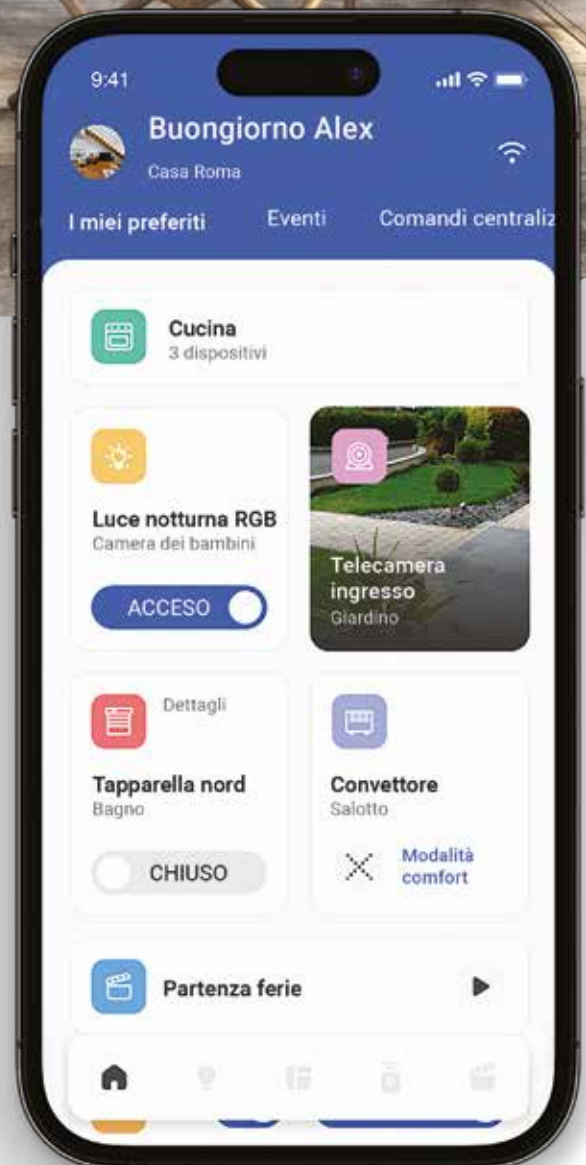 9:41
Buongiorno Alex
Casa Roma
I miei preferiti Eventi Comandi centraliz
Cucina
3 dispositivi
Luce notturna RGB
Camera dei bambini
ACCESO
Telecamera
ingresso
Giardino
Dettagli
Tapparella nord
Bagno
CHIUSO
Convettore
Salotto
Modalità
comfort
Partenza ferie